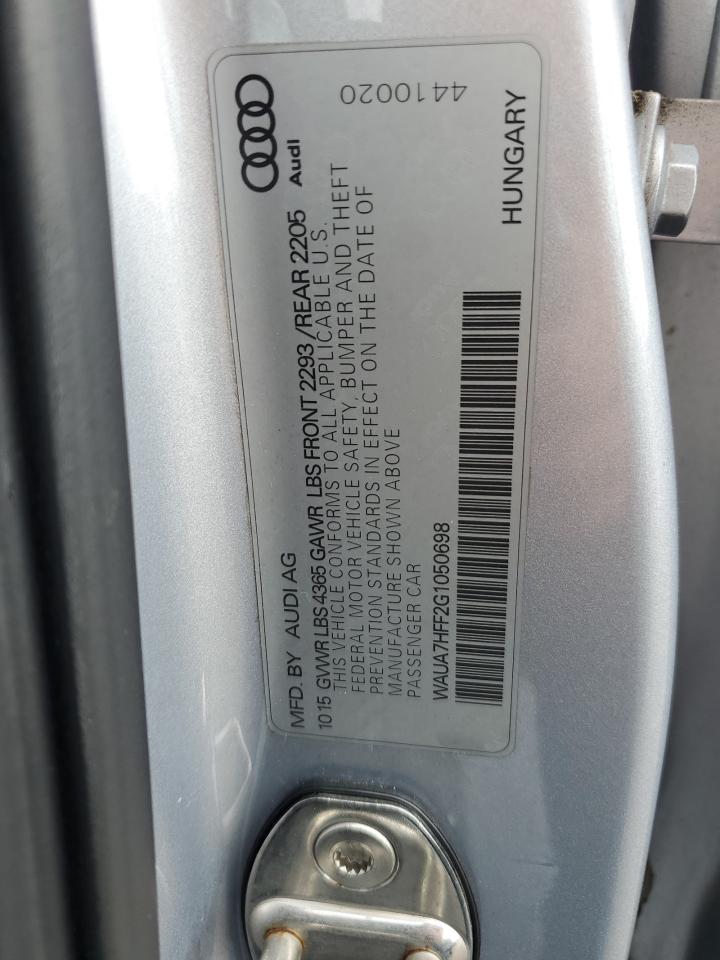 MFD. BY AUDI AG
Audi
10 15 GVWR LBS 4365 GAWR LBS FRONT 2293 /REAR 2205
THIS VEHICLE CONFORMS TO ALL APPLICABLE U.S.
FEDERAL MOTOR VEHICLE SAFETY, BUMPER AND THEFT
PREVENTION STANDARDS IN EFFECT ON THE DATE OF
MANUFACTURE SHOWN ABOVE
PASSENGER CAR
WAUA7HFF2G1050698
HUNGARY
4410020